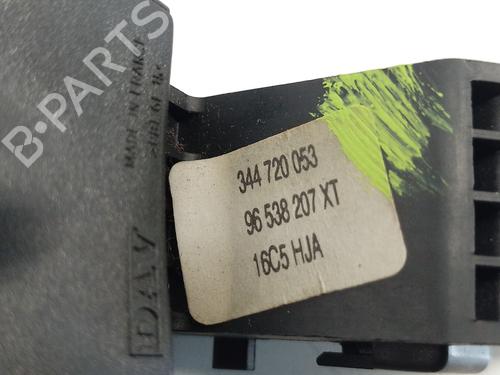 344 720 053
96 538 207 XT
16C5 HJA
MADE IN FRANCE
DAV
B-PARTS